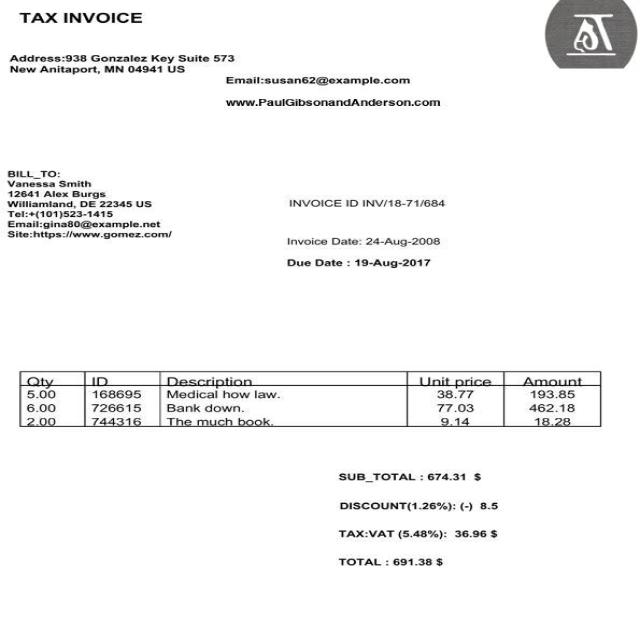 TAX INVOICE
Address:938 Gonzalez Key Suite 573
New Anitaport, MN 04941 US
Email:susan62@example.com
www.PaulGibsonandAnderson.com
BILL_TO:
Vanessa Smith
12641 Alex Burgs
Williamland, DE 22345 US
Tel:+(101)523-1415
Email:gina80@example.net
Site:https://www.gomez.com/
INVOICE ID INV/18-71/684
Invoice Date: 24-Aug-2008
Due Date : 19-Aug-2017
Qty ID Description Unit price Amount
5.00 168695 Medical how law. 38.77 193.85
6.00 726615 Bank down. 77.03 462.18
2.00 744316 The much book. 9.14 18.28
SUB_TOTAL : 674.31 $
DISCOUNT(1.26%): (-) 8.5
TAX:VAT (5.48%): 36.96 $
TOTAL : 691.38 $